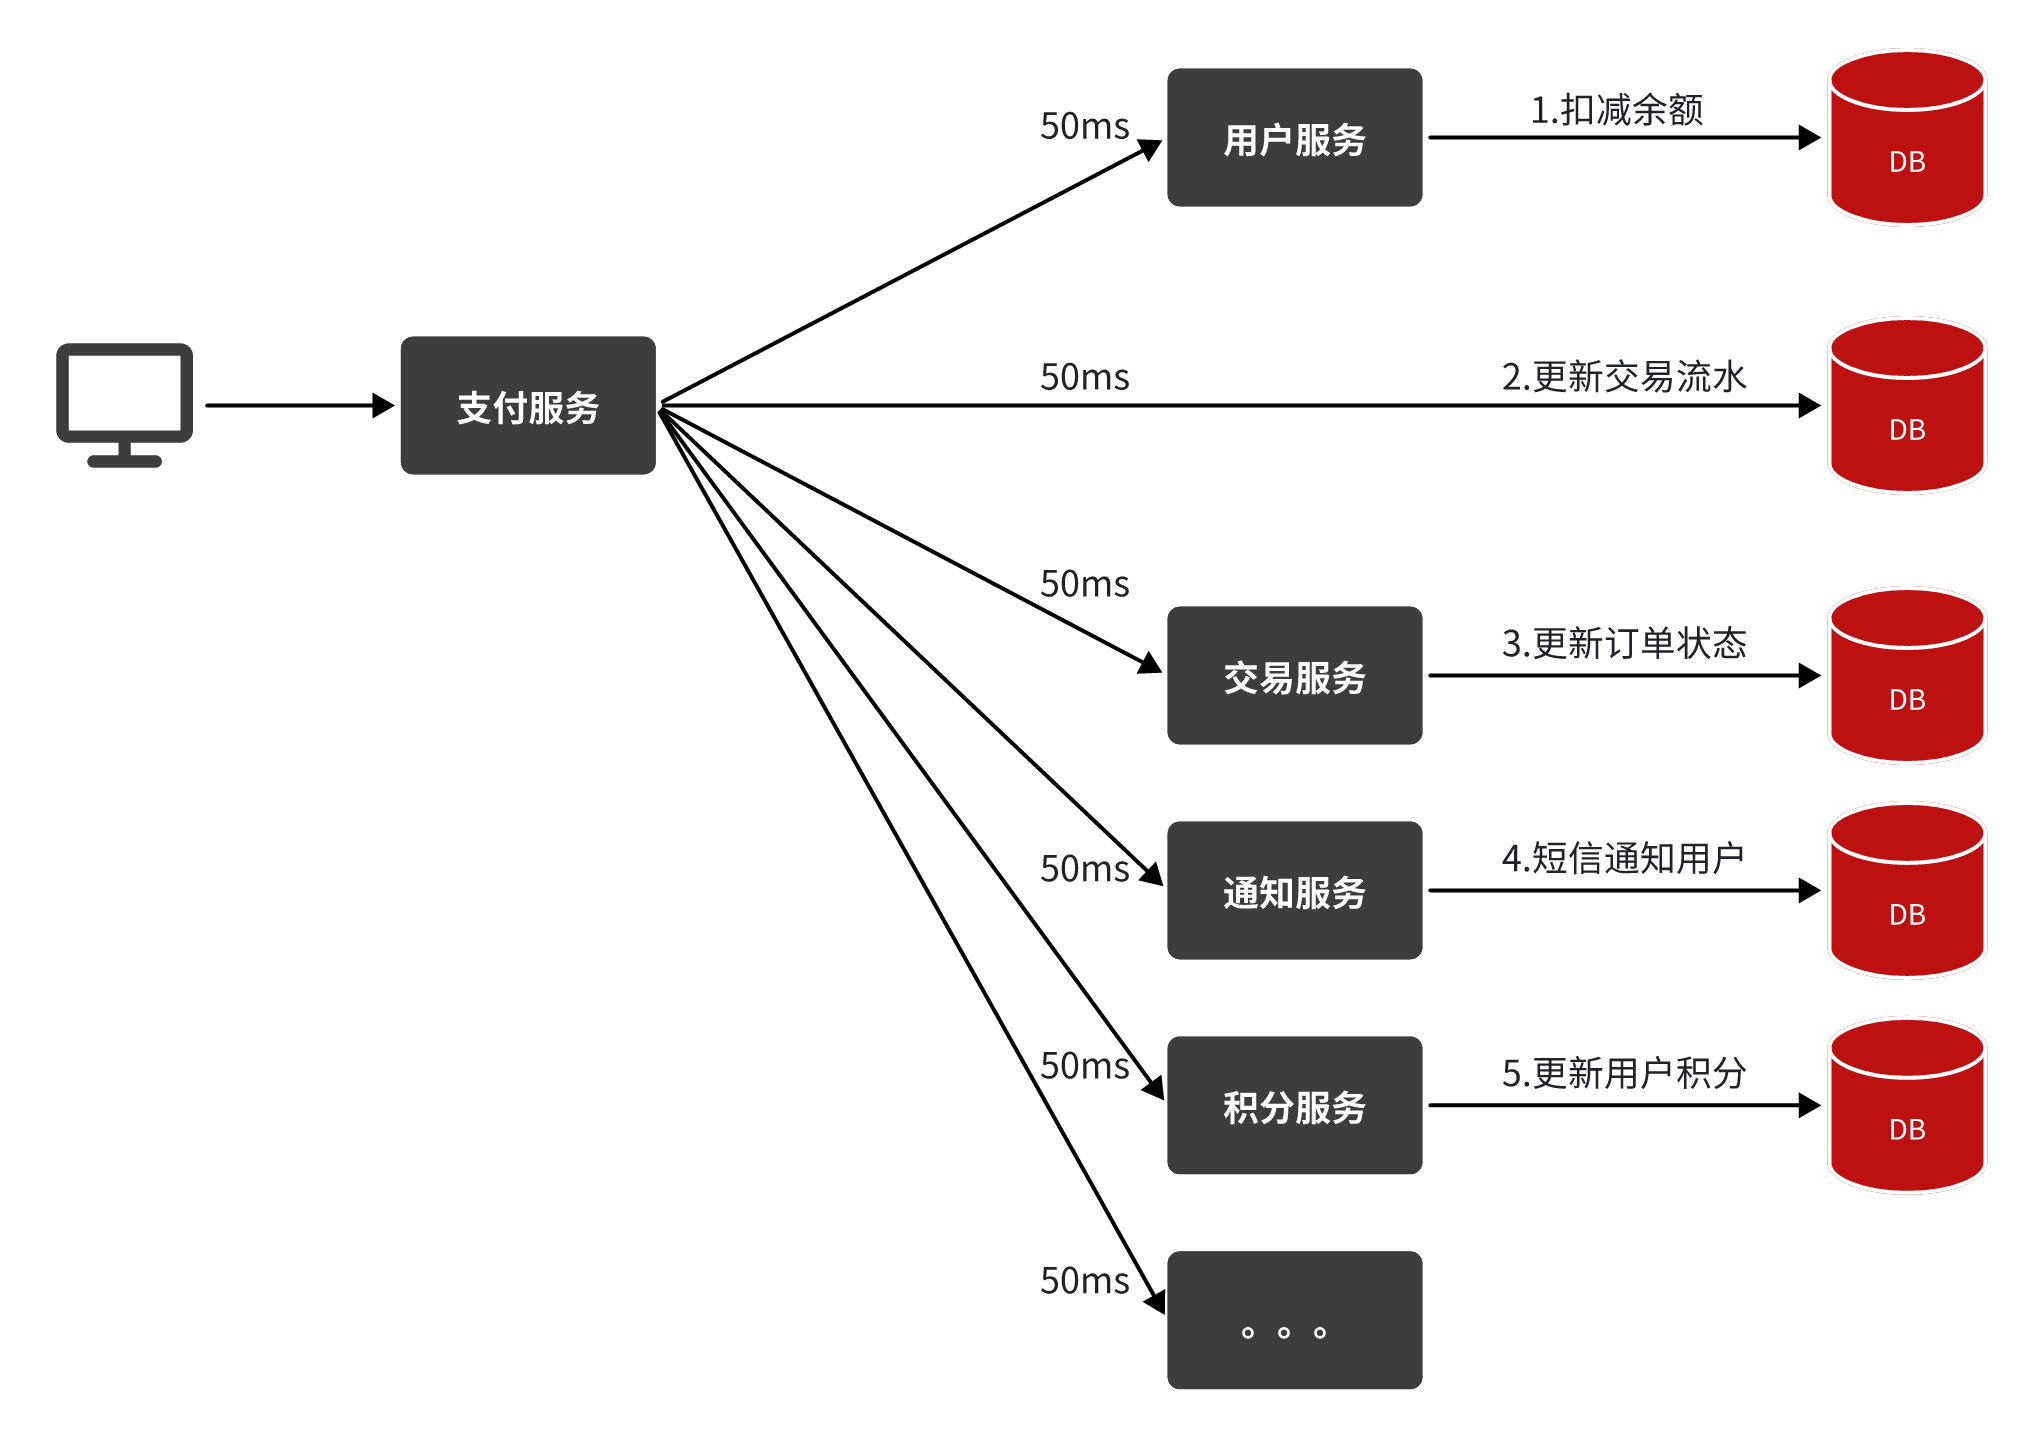 50ms
用户服务
1.扣减余额
DB
支付服务
50ms
2.更新交易流水
DB
50ms
交易服务
3.更新订单状态
DB
50ms
通知服务
4.短信通知用户
DB
50ms
积分服务
5.更新用户积分
DB
50ms
。。。